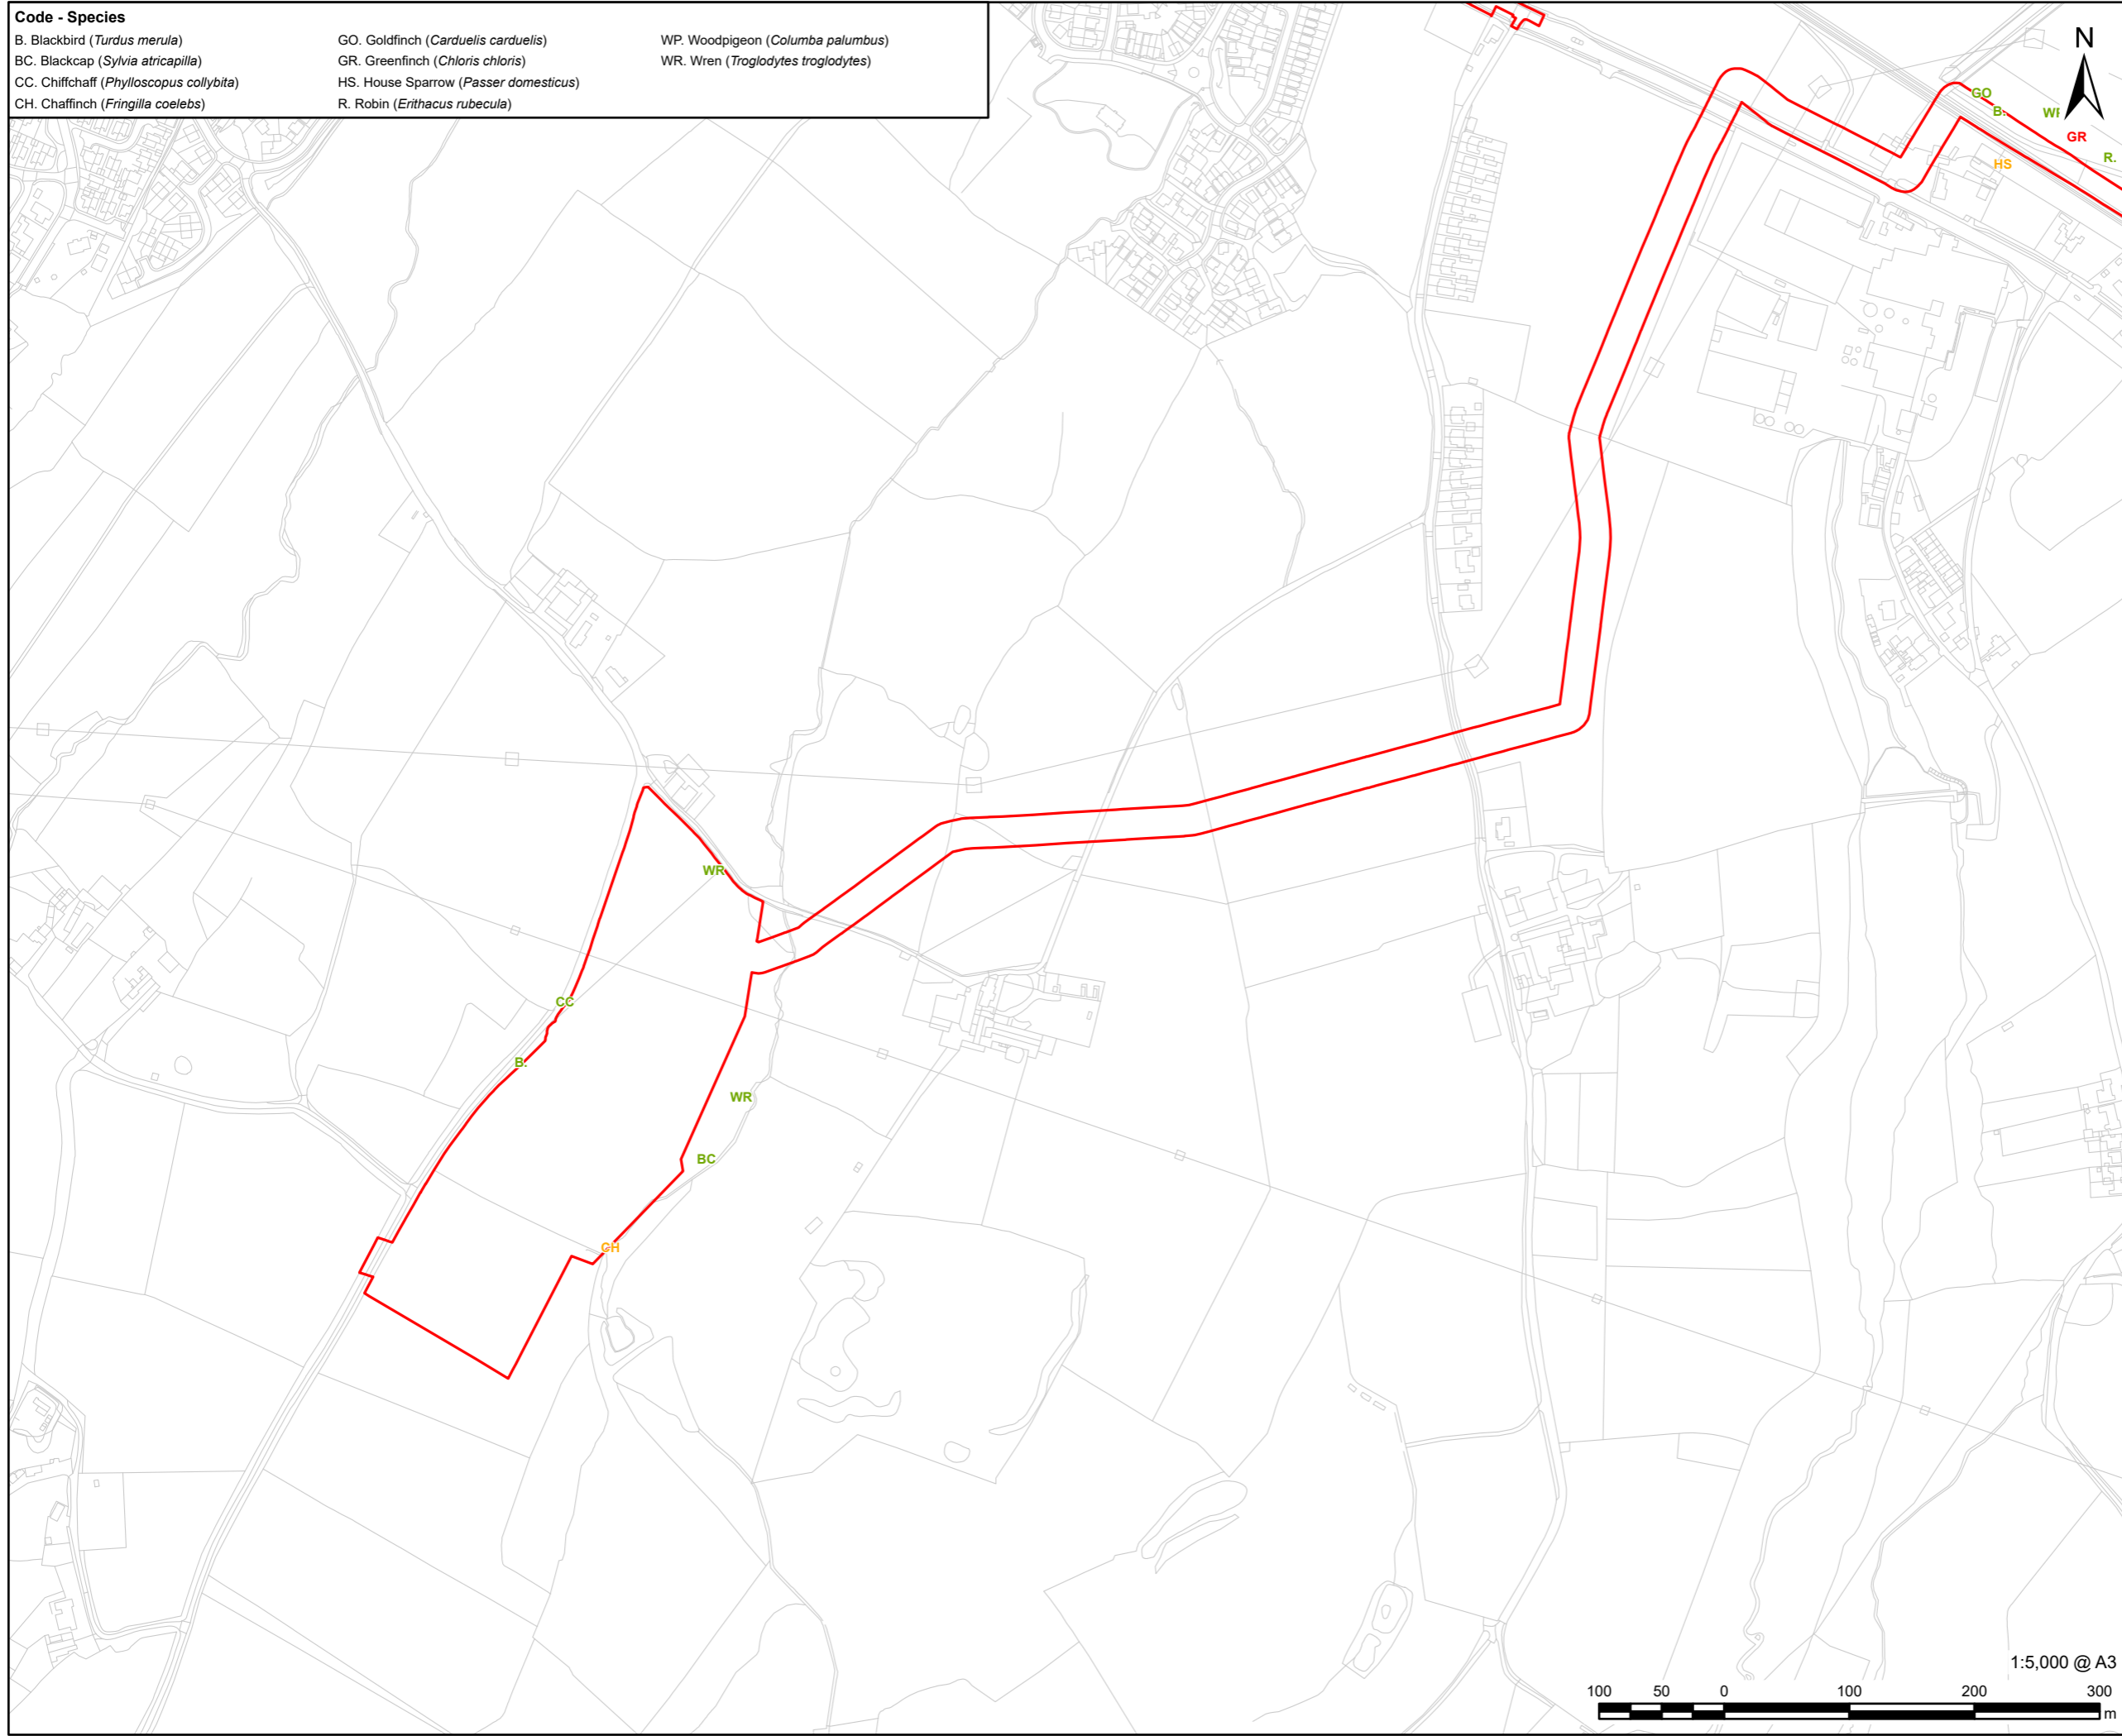 Code - Species
B. Blackbird (Turdus merula)
BC. Blackcap (Sylvia atricapilla)
CC. Chiffchaff (Phylloscopus collybita)
CH. Chaffinch (Fringilla coelebs)
GO. Goldfinch (Carduelis carduelis)
GR. Greenfinch (Chloris chloris)
HS. House Sparrow (Passer domesticus)
R. Robin (Erithacus rubecula)
WP. Woodpigeon (Columba palumbus)
WR. Wren (Troglodytes troglodytes)
N
GO
B.
GR
R.
HS
WR
CC
B.
WR
BC
CH
1:5,000 @ A3
100 50 0 100 200 300
m